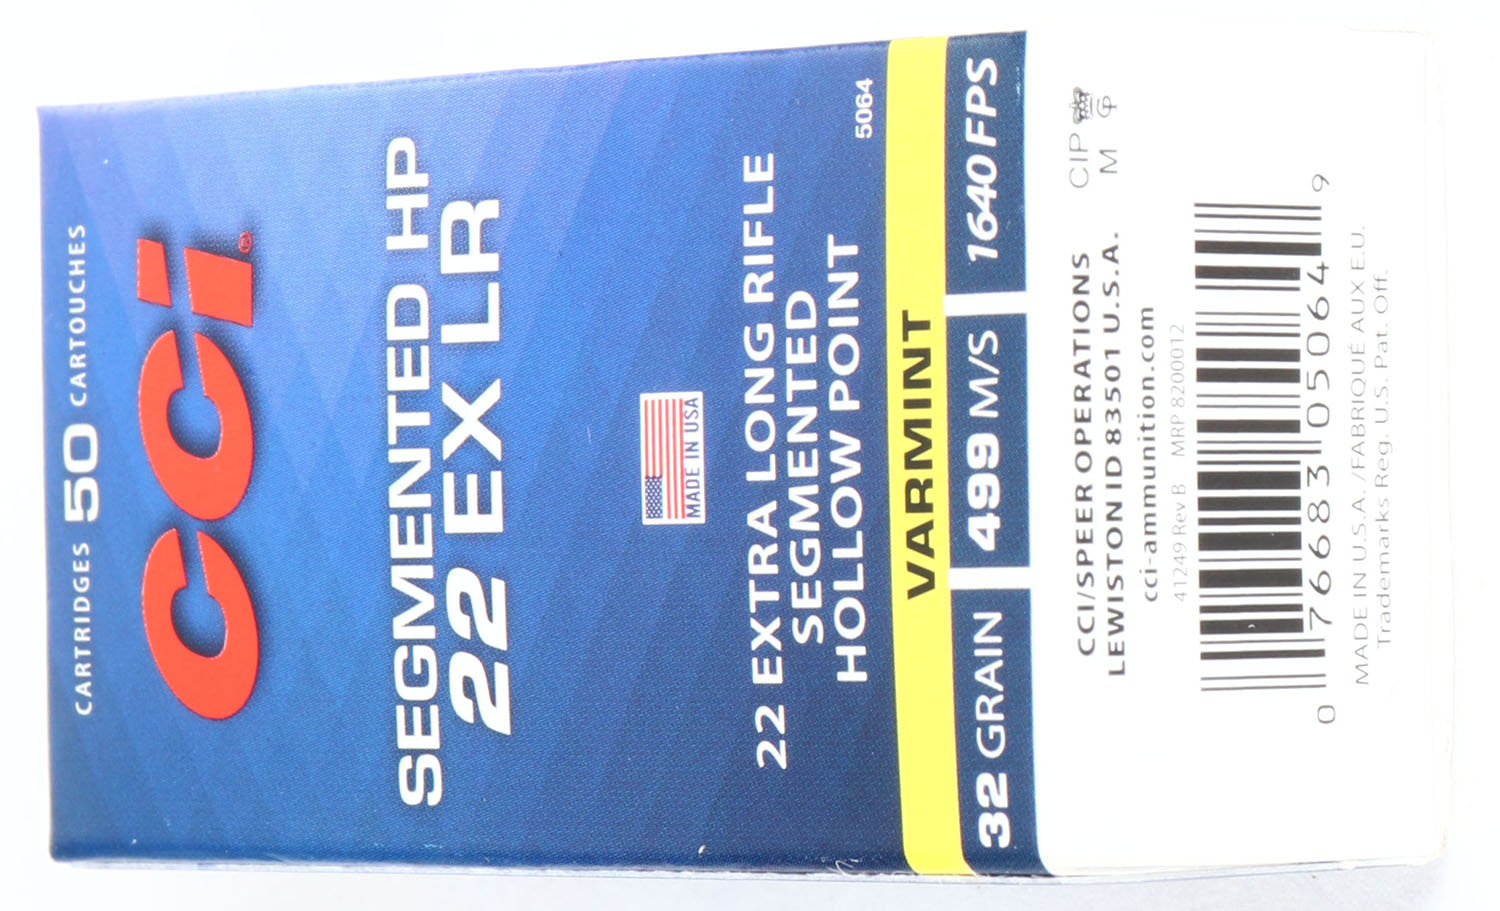 CARTRIDGES 50 CARTOUCHES
CCi®
SEGMENTED HP
22 EX LR
MADE IN USA
22 EXTRA LONG RIFLE
SEGMENTED
HOLLOW POINT
5064
VARMINT
32 GRAIN 499 M/S 1640 FPS
CCI/SPEER OPERATIONS
LEWISTON ID 83501 U.S.A.
cci-ammunition.com
41249 Rev B MRP 8200012
CIP
M
0 76683 05064 9
MADE IN U.S.A. /FABRIQUÉ AUX E.U.
Trademarks Reg. U.S. Pat. Off.